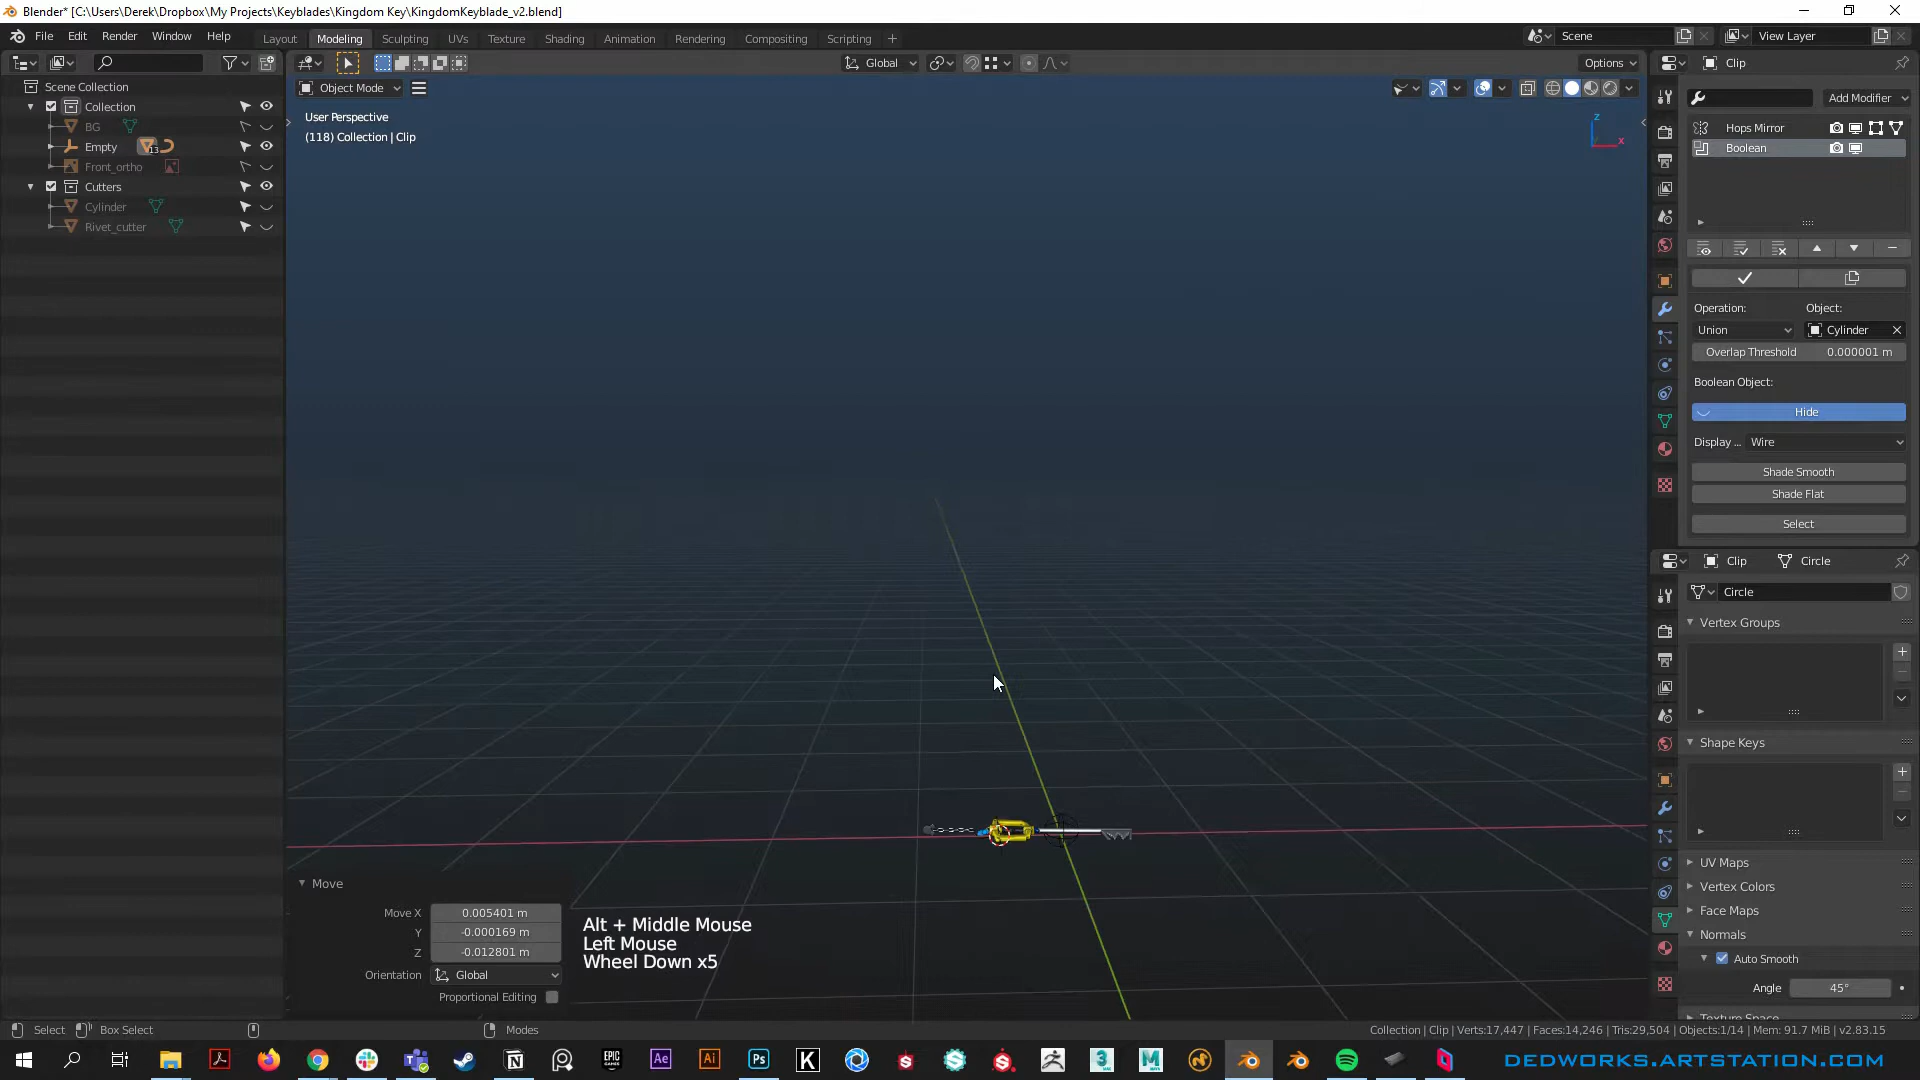 Blender* [C:\Users\Derek\Dropbox\My Projects\Keyblades\Kingdom Key\KingdomKeyblade_v2.blend]
File Edit Render Window Help Layout Modeling Sculpting UVs Texture Shading Animation Rendering Compositing Scripting + Scene View Layer
Global Options Clip
Scene Collection
Collection
BG
Empty 13
Front_ortho
Cutters
Cylinder
Rivet_cutter
Object Mode
User Perspective
(118) Collection | Clip
Z
X
Add Modifier
Hops Mirror
Boolean
Operation: Object:
Union Cylinder
Overlap Threshold 0.000001 m
Boolean Object:
Hide
Display ... Wire
Shade Smooth
Shade Flat
Select
Clip Circle
Circle
Vertex Groups
Shape Keys
UV Maps
Vertex Colors
Face Maps
Normals
Auto Smooth
Angle 45°
Move
Move X 0.005401 m
Y -0.000169 m
Z -0.012801 m
Orientation Global
Proportional Editing
Alt + Middle Mouse
Left Mouse
Wheel Down x5
Select Box Select Modes Collection | Clip | Verts:17,447 | Faces:14,246 | Tris:29,504 | Objects:1/14 | Mem: 91.7 MiB | v2.83.15
EPIC GAMES Ae Ai Ps K 3 M
DEDWORKS.ARTSTATION.COM